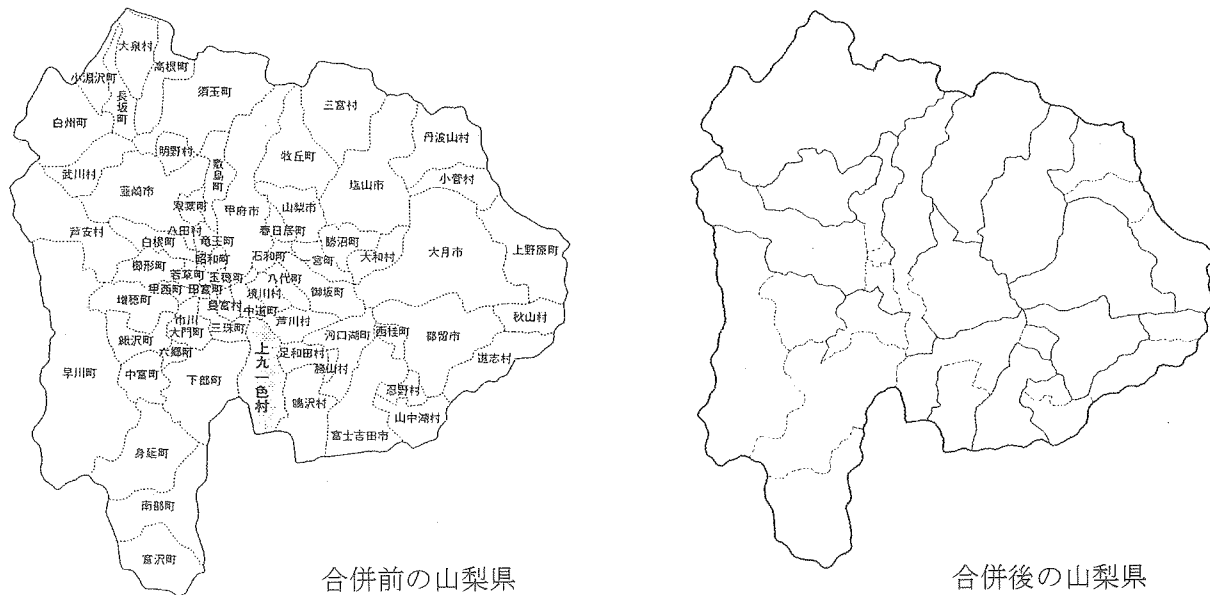 大泉村
小淵沢町
高根町
長坂町
須玉町
三富村
白州町
丹波山村
明野村
敷島町
牧丘町
武川村
韮崎市
塩山市
小菅村
双葉町
甲府市
山梨市
芦安村
八田村
春日居町
白根町
竜王町
勝沼町
大月市
上野原町
昭和町
石和町
一宮町
大和村
櫛形町
若草町
玉穂町
八代町
甲西町
田富町
境川村
御坂町
増穂町
豊富村
中道町
秋山村
市川
大門町
三珠町
芦川村
河口湖町
西桂町
都留市
鰍沢町
六郷町
上九一色村
足和田村
道志村
早川町
中富町
下部町
勝山村
忍野村
鳴沢村
山中湖村
富士吉田市
身延町
南部町
富沢町
合併前の山梨県
合併後の山梨県